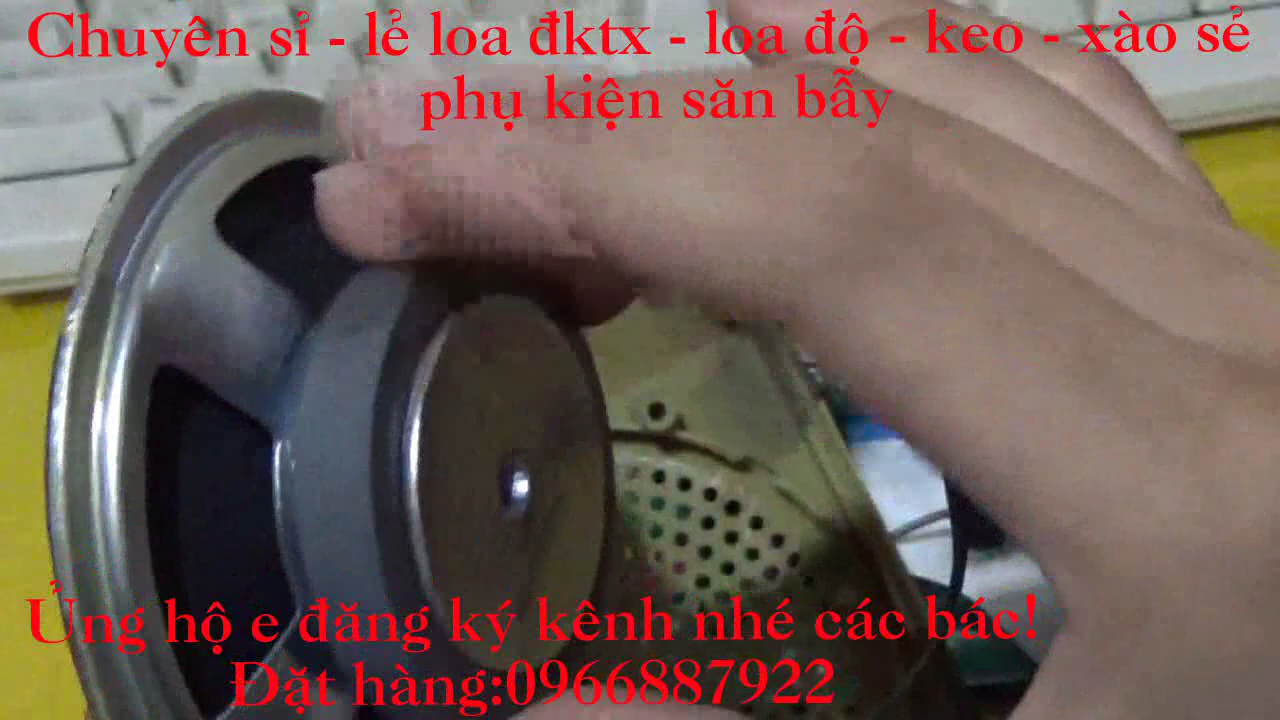 Chuyên sỉ - lẻ loa đktx - loa độ - keo - xào sẻ
phụ kiện săn bẫy
Ủng hộ e đăng ký kênh nhé các bác!
Đặt hàng:0966887922